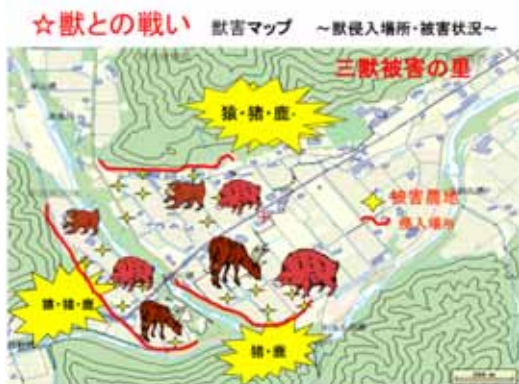 ☆獣との戦い 獣害マップ ～獣侵入場所・被害状況～
三獣被害の里
猿・猪・鹿
被害農地
侵入場所
猿・猪・鹿
猪・鹿